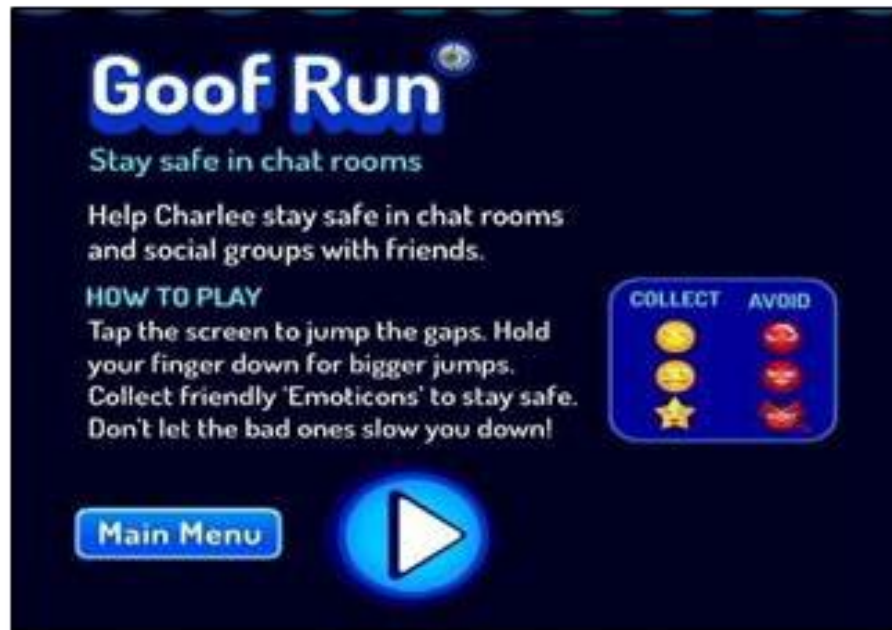 Goof Run
Stay safe in chat rooms
Help Charlee stay safe in chat rooms
and social groups with friends.
HOW TO PLAY
Tap the screen to jump the gaps. Hold
your finger down for bigger jumps.
Collect friendly 'Emoticons' to stay safe.
Don't let the bad ones slow you down!
COLLECT AVOID
Main Menu